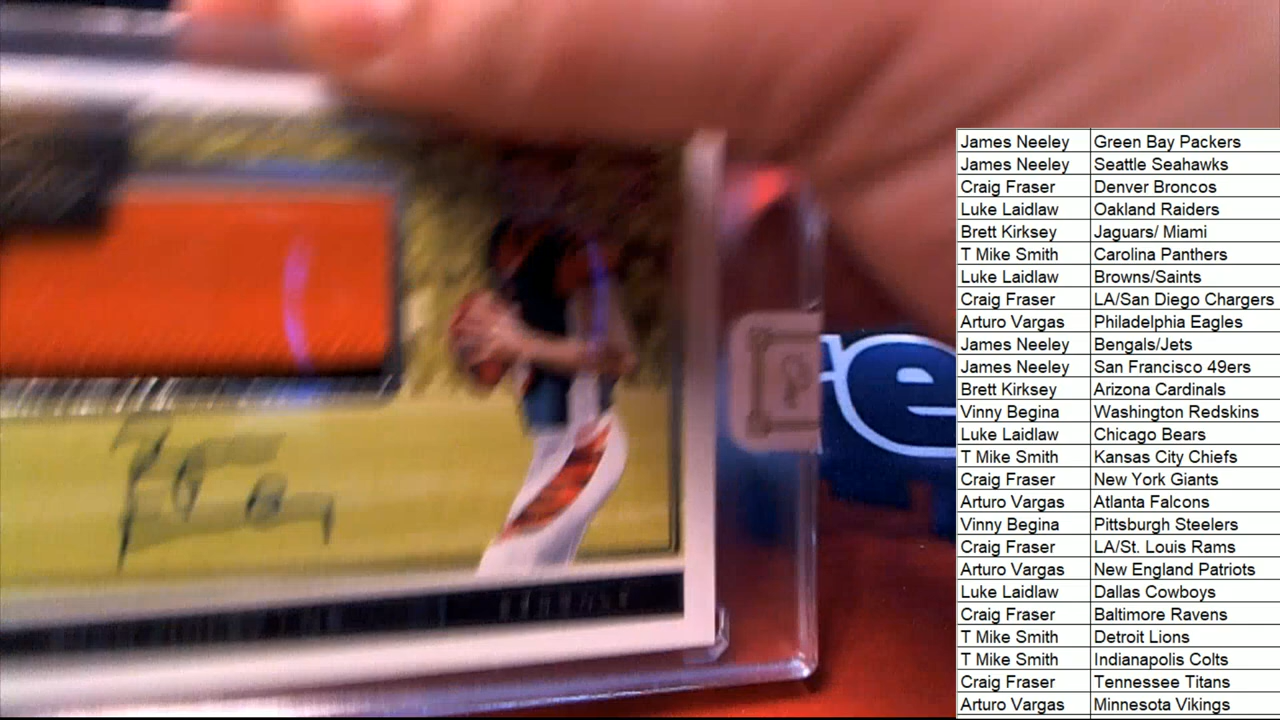 James Neeley Green Bay Packers
James Neeley Seattle Seahawks
Craig Fraser Denver Broncos
Luke Laidlaw Oakland Raiders
Brett Kirksey Jaguars/ Miami
T Mike Smith Carolina Panthers
Luke Laidlaw Browns/Saints
Craig Fraser LA/San Diego Chargers
Arturo Vargas Philadelphia Eagles
James Neeley Bengals/Jets
James Neeley San Francisco 49ers
Brett Kirksey Arizona Cardinals
Vinny Begina Washington Redskins
Luke Laidlaw Chicago Bears
T Mike Smith Kansas City Chiefs
Craig Fraser New York Giants
Arturo Vargas Atlanta Falcons
Vinny Begina Pittsburgh Steelers
Craig Fraser LA/St. Louis Rams
Arturo Vargas New England Patriots
Luke Laidlaw Dallas Cowboys
Craig Fraser Baltimore Ravens
T Mike Smith Detroit Lions
T Mike Smith Indianapolis Colts
Craig Fraser Tennessee Titans
Arturo Vargas Minnesota Vikings